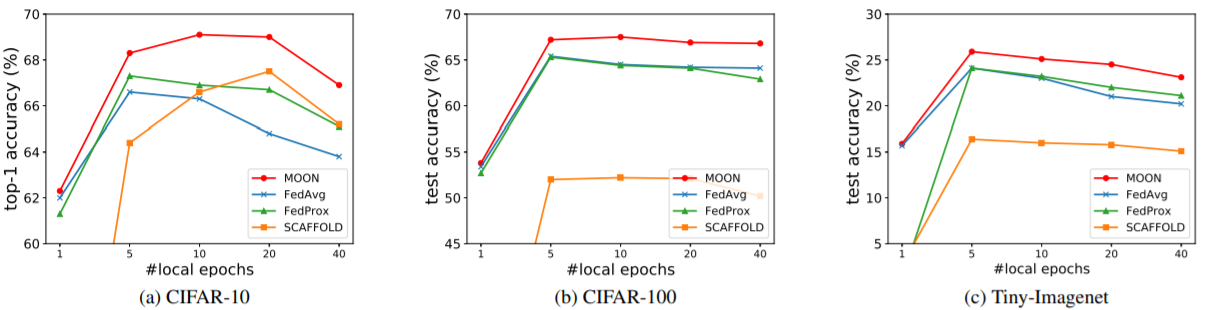 70
68
66
64
62
60
top-1 accuracy (%)
1 5 10 20 40
#local epochs
MOON
FedAvg
FedProx
SCAFFOLD
(a) CIFAR-10
70
65
60
55
50
45
test accuracy (%)
1 5 10 20 40
#local epochs
MOON
FedAvg
FedProx
SCAFFOLD
(b) CIFAR-100
30
25
20
15
10
5
test accuracy (%)
1 5 10 20 40
#local epochs
MOON
FedAvg
FedProx
SCAFFOLD
(c) Tiny-Imagenet